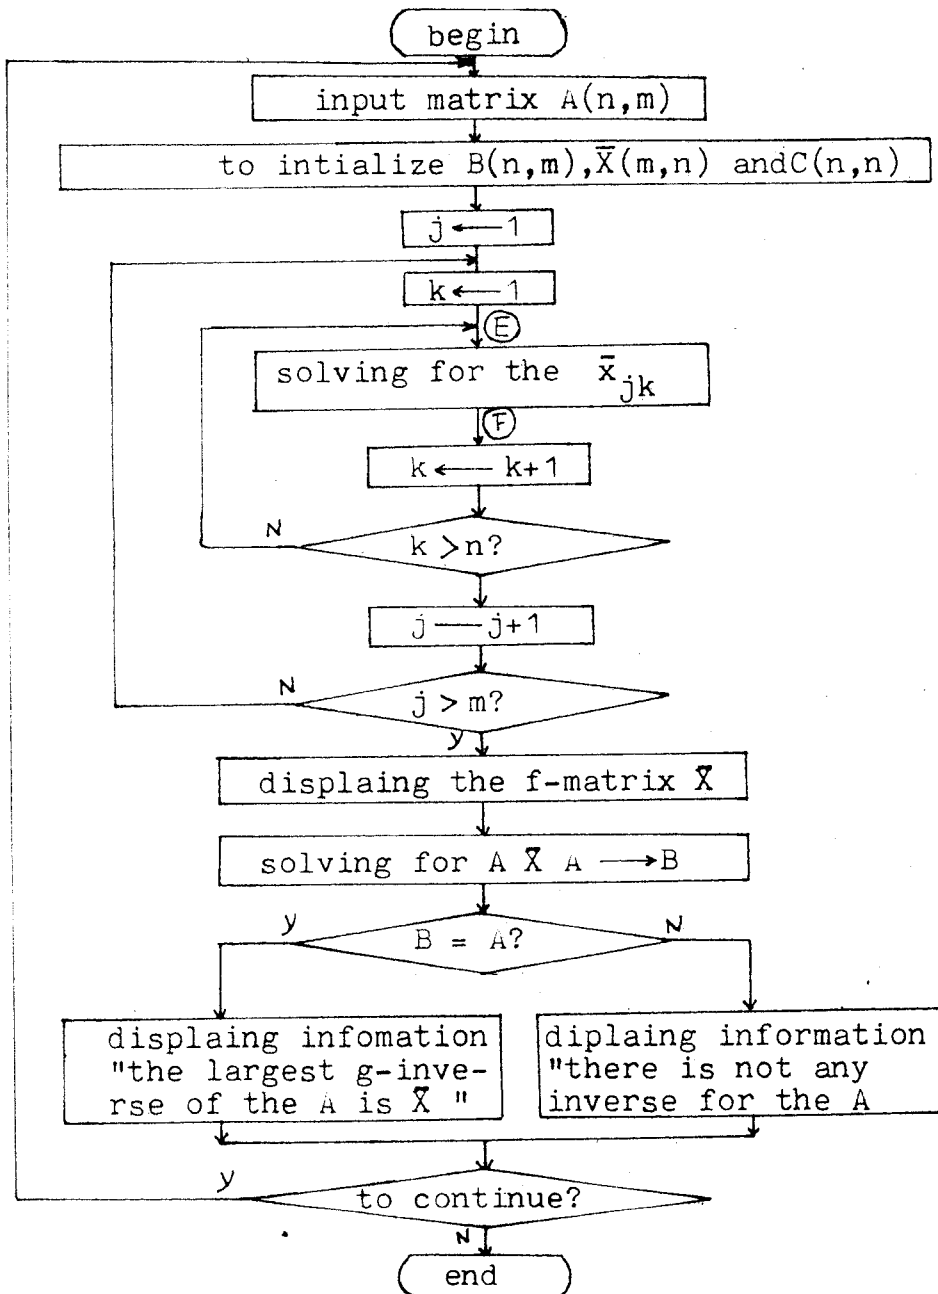 begin
input matrix A(n,m)
to intialize B(n,m),X̄(m,n) andC(n,n)
j ← 1
k ← 1
E
solving for the x̄jk
F
k ← k+1
N
k > n?
j — j+1
N
j > m?
y
displaing the f-matrix X̄
solving for A X̄ A → B
y
B = A?
N
displaing infomation
"the largest g-inve-
rse of the A is X̄ "
diplaing information
"there is not any
inverse for the A
y
to continue?
N
end